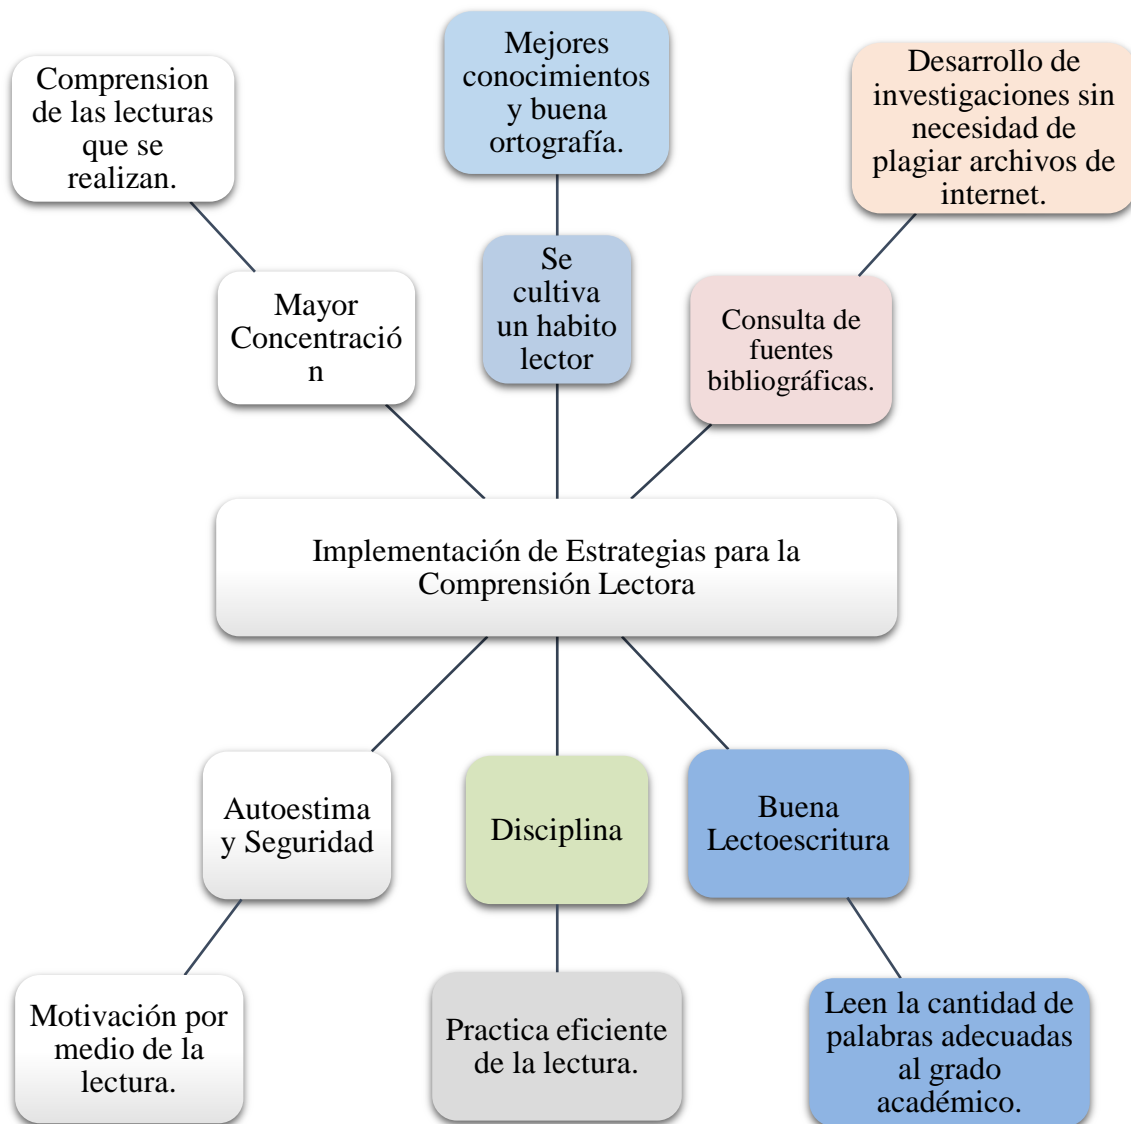 Comprension
de las lecturas
que se
realizan.
Mejores
conocimientos
y buena
ortografía.
Desarrollo de
investigaciones sin
necesidad de
plagiar archivos de
internet.
Mayor
Concentració
n
Se
cultiva
un habito
lector
Consulta de
fuentes
bibliográficas.
Implementación de Estrategias para la
Comprensión Lectora
Autoestima
y Seguridad
Disciplina
Buena
Lectoescritura
Motivación por
medio de la
lectura.
Practica eficiente
de la lectura.
Leen la cantidad de
palabras adecuadas
al grado
académico.